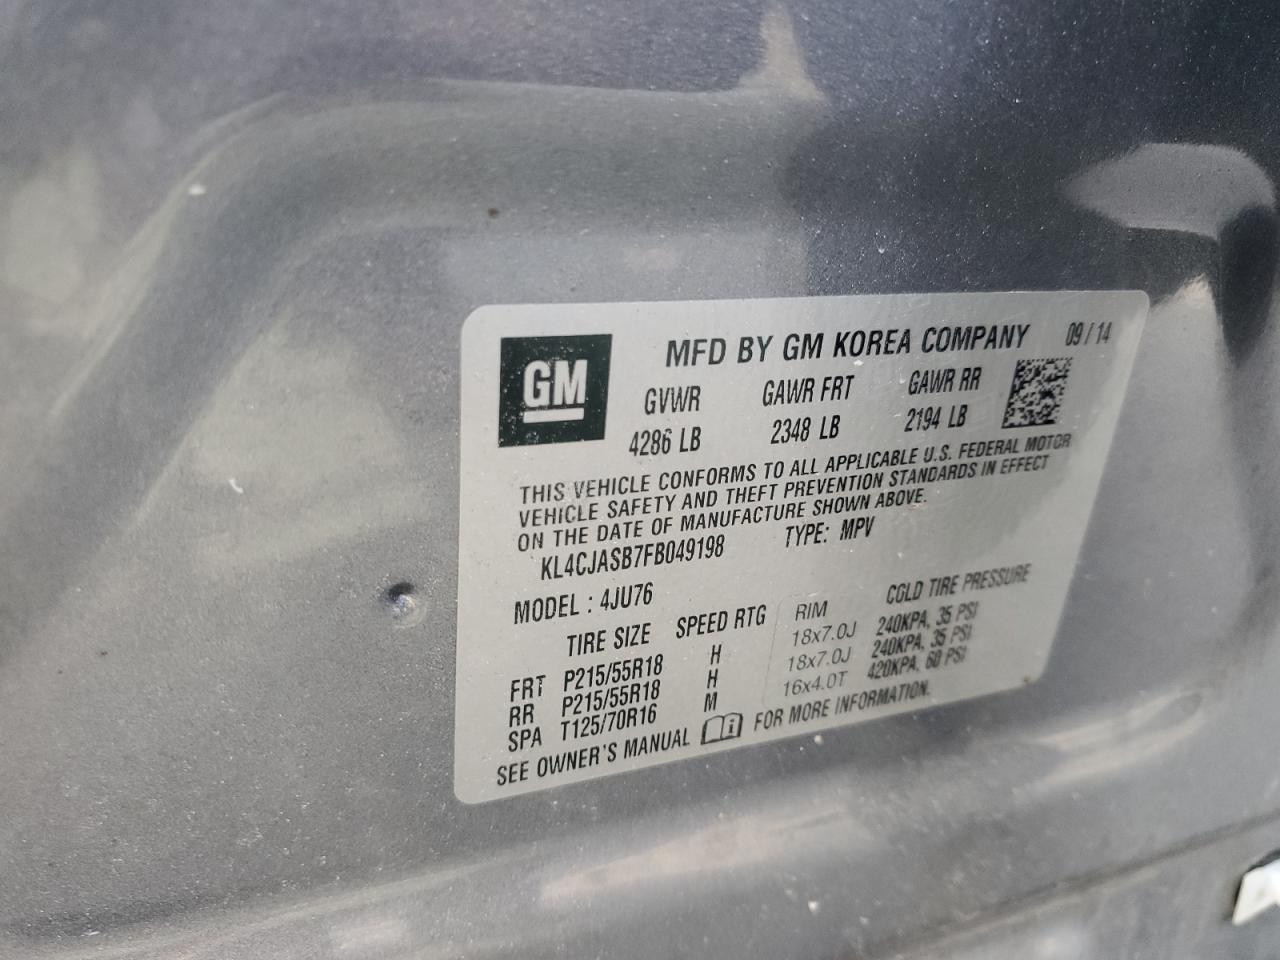 GM
MFD BY GM KOREA COMPANY 09/14
GVWR GAWR FRT GAWR RR
4286 LB 2348 LB 2194 LB
THIS VEHICLE CONFORMS TO ALL APPLICABLE U.S. FEDERAL MOTOR
VEHICLE SAFETY AND THEFT PREVENTION STANDARDS IN EFFECT
ON THE DATE OF MANUFACTURE SHOWN ABOVE.
KL4CJASB7FB049198 TYPE: MPV
MODEL : 4JU76
TIRE SIZE SPEED RTG RIM COLD TIRE PRESSURE
FRT P215/55R18 H 18x7.0J 240KPA, 35 PSI
RR P215/55R18 H 18x7.0J 240KPA, 35 PSI
SPA T125/70R16 M 16x4.0T 420KPA, 60 PSI
SEE OWNER'S MANUAL FOR MORE INFORMATION.